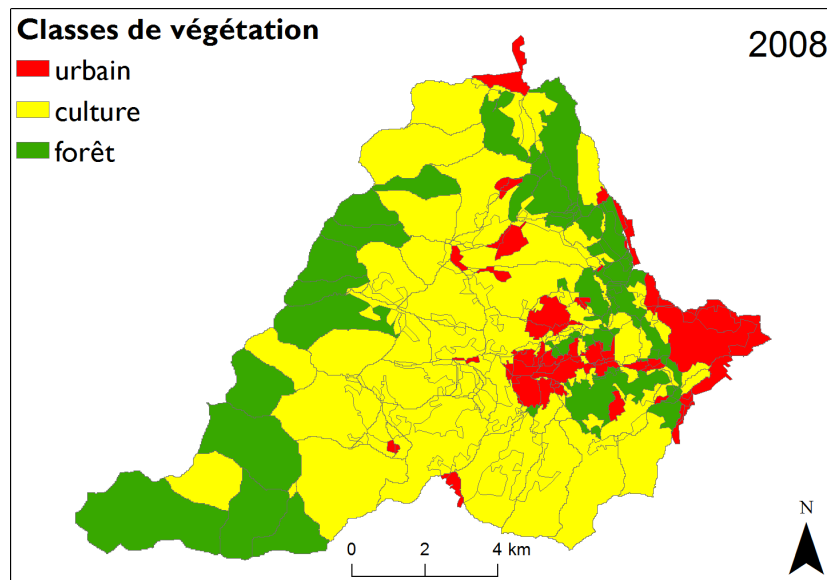 Classes de végétation
2008
urbain
culture
forêt
N
0 2 4 km